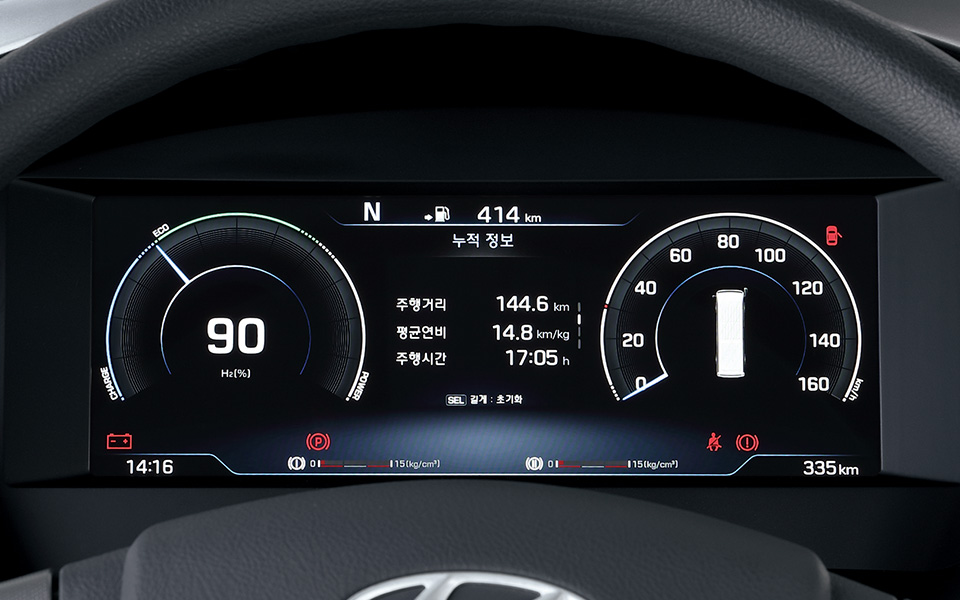 N 414 km
누적 정보
ECO
CHARGE
POWER
90
H₂(%)
주행거리 144.6 km
평균연비 14.8 km/kg
주행시간 17:05 h
SEL 길게 : 초기화
0
20
40
60
80
100
120
140
160
km/h
P
14:16
0 15(kg/cm²)
0 15(kg/cm²)
335 km